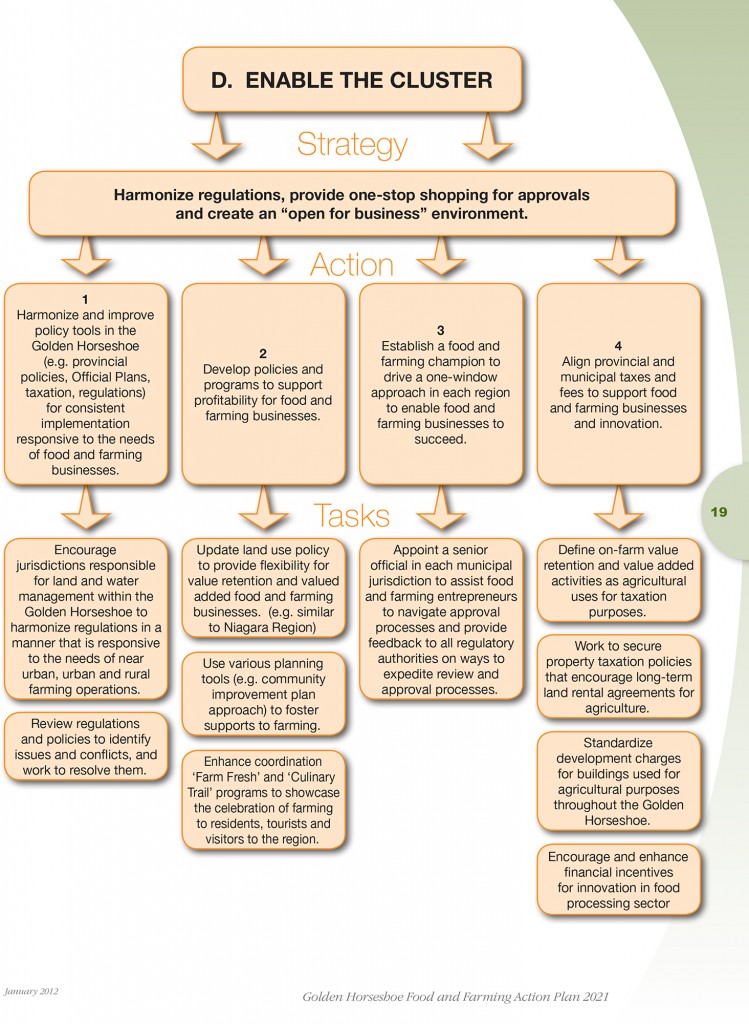 D. ENABLE THE CLUSTER
Strategy
Harmonize regulations, provide one-stop shopping for approvals
and create an “open for business” environment.
Action
1
Harmonize and improve
policy tools in the
Golden Horseshoe
(e.g. provincial
policies, Official Plans,
taxation, regulations)
for consistent
implementation
responsive to the needs
of food and farming
businesses.
2
Develop policies and
programs to support
profitability for food and
farming businesses.
3
Establish a food and
farming champion to
drive a one-window
approach in each region
to enable food and
farming businesses to
succeed.
4
Align provincial and
municipal taxes and
fees to support food
and farming businesses
and innovation.
Tasks
19
Encourage
jurisdictions responsible
for land and water
management within the
Golden Horseshoe to
harmonize regulations in a
manner that is responsive
to the needs of near
urban, urban and rural
farming operations.
Review regulations
and policies to identify
issues and conflicts, and
work to resolve them.
Update land use policy
to provide flexibility for
value retention and valued
added food and farming
businesses. (e.g. similar
to Niagara Region)
Use various planning
tools (e.g. community
improvement plan
approach) to foster
supports to farming.
Enhance coordination
‘Farm Fresh’ and ‘Culinary
Trail’ programs to showcase
the celebration of farming
to residents, tourists and
visitors to the region.
Appoint a senior
official in each municipal
jurisdiction to assist food
and farming entrepreneurs
to navigate approval
processes and provide
feedback to all regulatory
authorities on ways to
expedite review and
approval processes.
Define on-farm value
retention and value added
activities as agricultural
uses for taxation
purposes.
Work to secure
property taxation policies
that encourage long-term
land rental agreements for
agriculture.
Standardize
development charges
for buildings used for
agricultural purposes
throughout the Golden
Horseshoe.
Encourage and enhance
financial incentives
for innovation in food
processing sector
January 2012
Golden Horseshoe Food and Farming Action Plan 2021